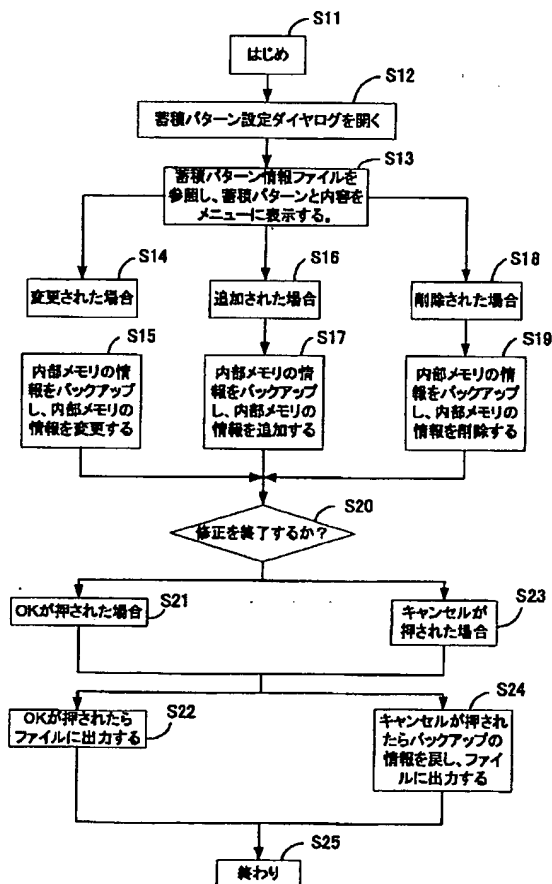 S11
はじめ
S12
蓄積パターン設定ダイヤログを開く
S13
蓄積パターン情報ファイルを
参照し、蓄積パターンと内容を
メニューに表示する。
S14
変更された場合
S16
追加された場合
S18
削除された場合
S15
内部メモリの情
報をバックアップ
し、内部メモリの
情報を変更する
S17
内部メモリの情
報をバックアップ
し、内部メモリの
情報を追加する
S19
内部メモリの情
報をバックアップ
し、内部メモリの
情報を削除する
S20
修正を終了するか？
S21
OKが押された場合
S23
キャンセルが
押された場合
S22
OKが押されたら
ファイルに出力する
S24
キャンセルが押され
たらバックアップの
情報を戻し、ファイ
ルに出力する
S25
終わり